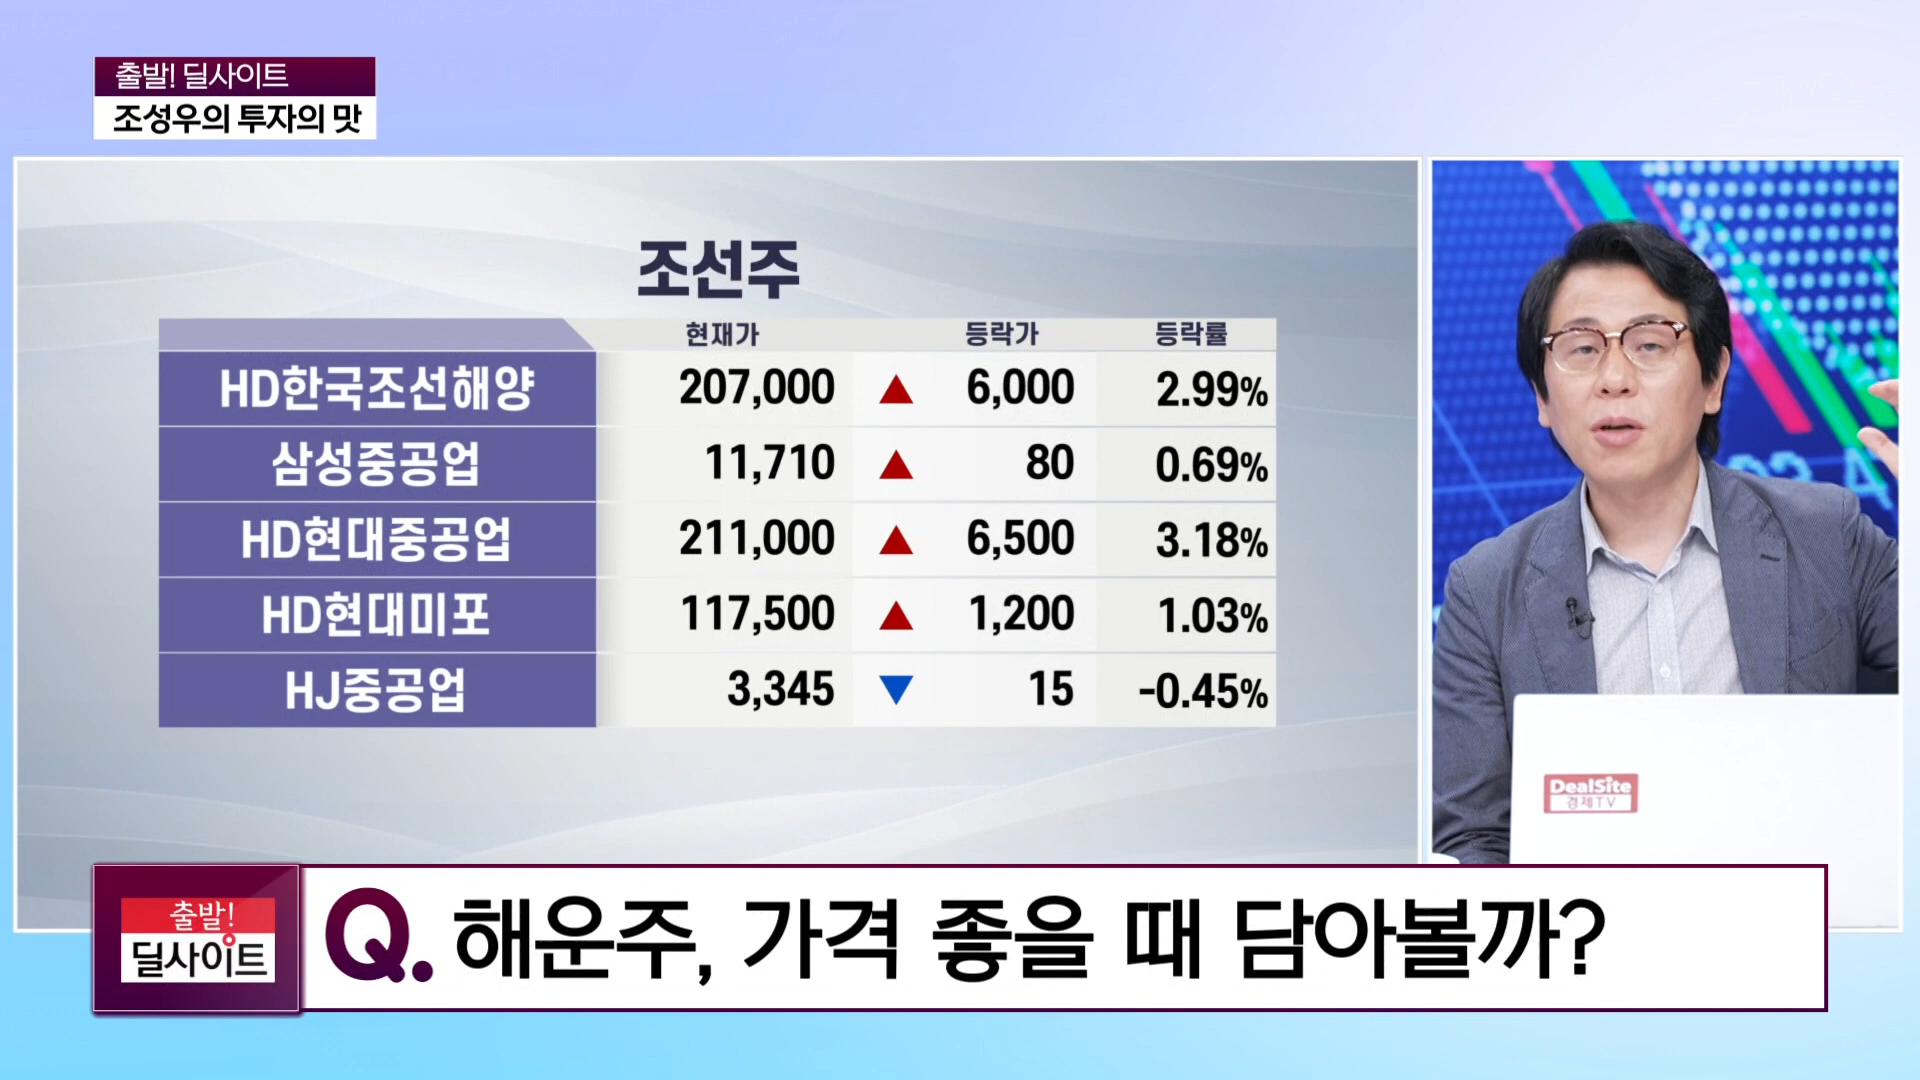 출발! 딜사이트
조성우의 투자의 맛
조선주
현재가 등락가 등락률
HD한국조선해양 207,000 ▲ 6,000 2.99%
삼성중공업 11,710 ▲ 80 0.69%
HD현대중공업 211,000 ▲ 6,500 3.18%
HD현대미포 117,500 ▲ 1,200 1.03%
HJ중공업 3,345 ▼ 15 -0.45%
DealSite
경제TV
출발!
딜사이트
Q. 해운주, 가격 좋을 때 담아볼까?